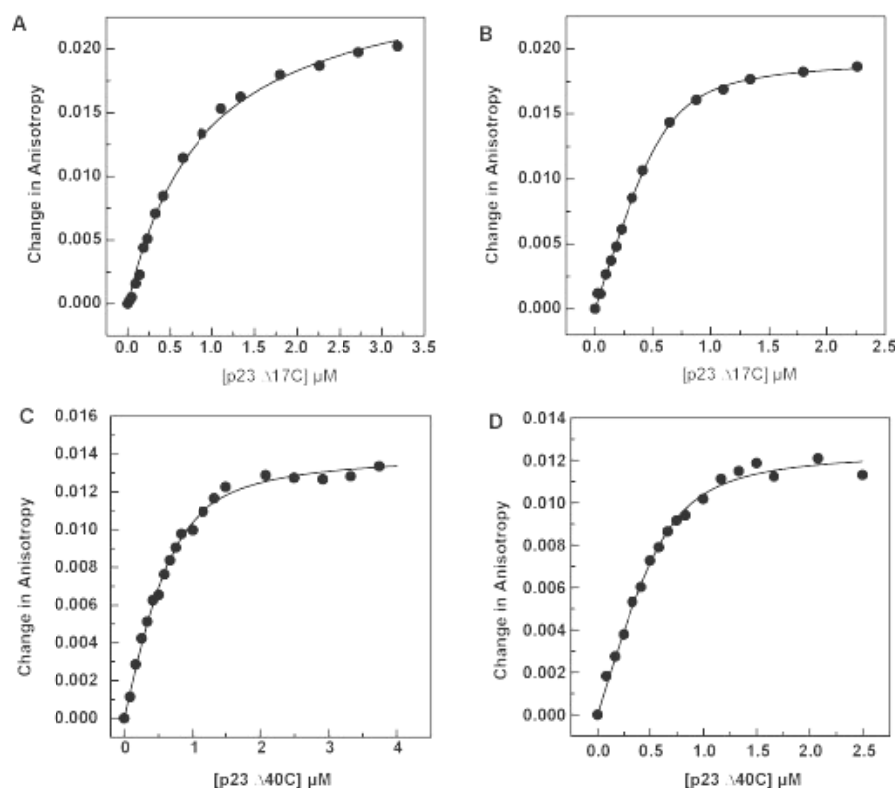 A
Change in Anisotropy
0.020
0.015
0.010
0.005
0.000
0.0 0.5 1.0 1.5 2.0 2.5 3.0 3.5
[p23 Δ17C] µM
B
Change in Anisotropy
0.020
0.015
0.010
0.005
0.000
0.0 0.5 1.0 1.5 2.0 2.5
[p23 Δ17C] µM
C
Change in Anisotropy
0.016
0.014
0.012
0.010
0.008
0.006
0.004
0.002
0.000
0 1 2 3 4
[p23 Δ40C] µM
D
Change in Anisotropy
0.014
0.012
0.010
0.008
0.006
0.004
0.002
0.000
0.0 0.5 1.0 1.5 2.0 2.5
[p23 Δ40C] µM